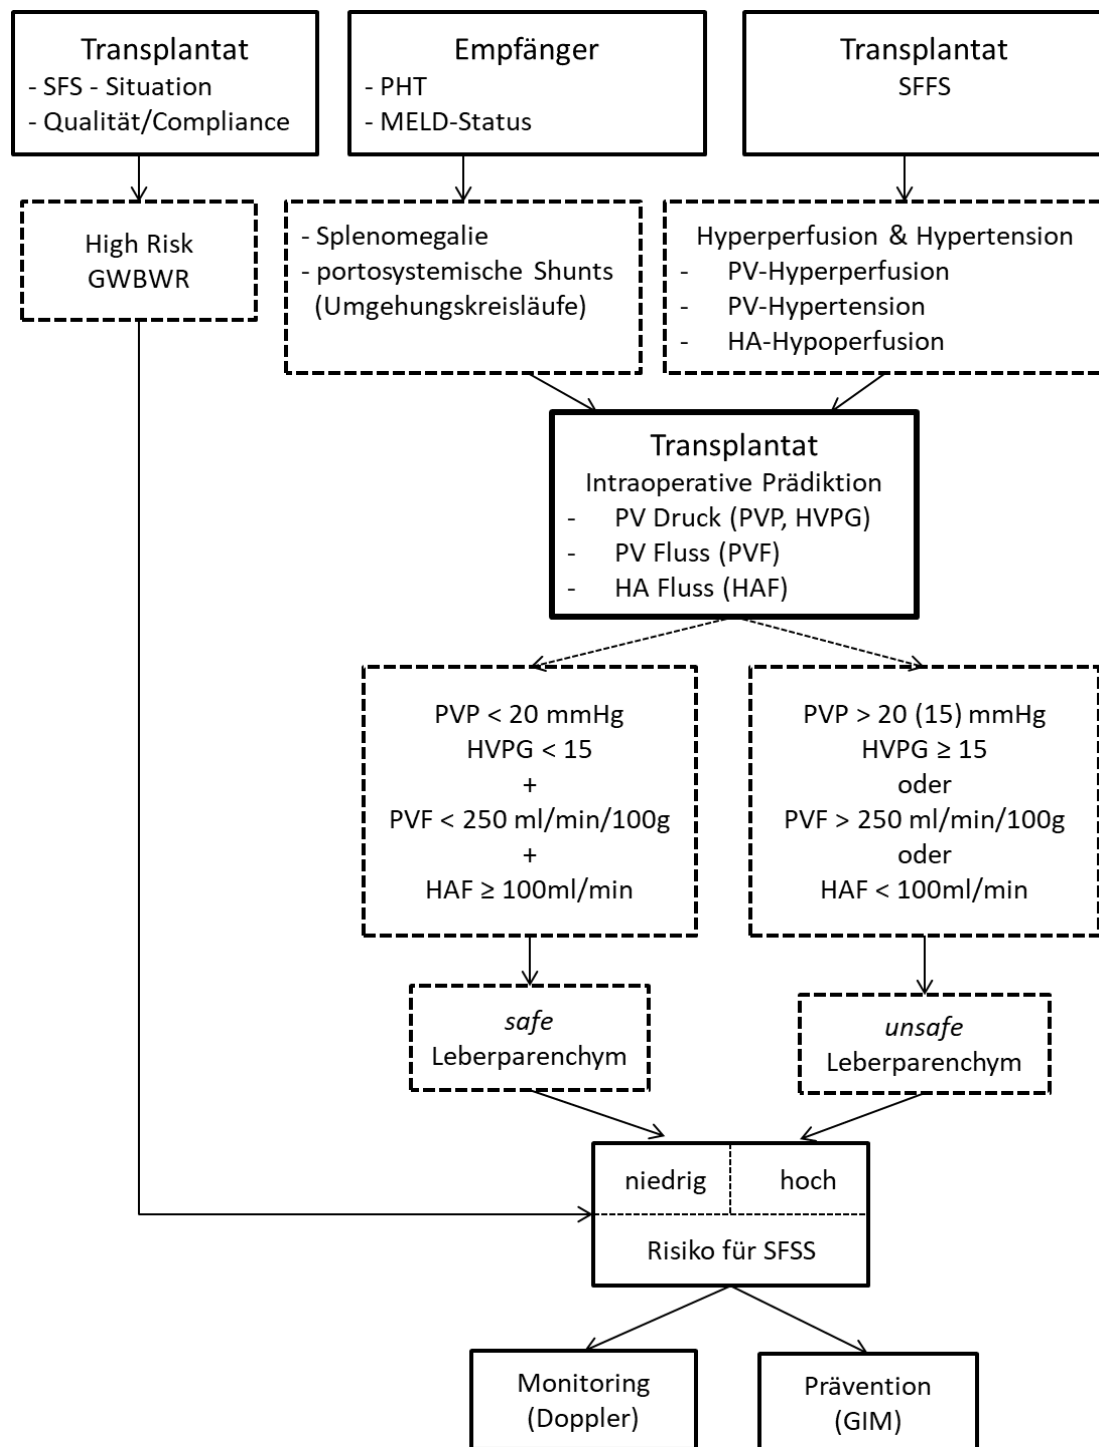 Transplantat
- SFS - Situation
- Qualität/Compliance
Empfänger
- PHT
- MELD-Status
Transplantat
SFFS
High Risk
GWBWR
- Splenomegalie
- portosystemische Shunts
(Umgehungskreisläufe)
Hyperperfusion & Hypertension
- PV-Hyperperfusion
- PV-Hypertension
- HA-Hypoperfusion
Transplantat
Intraoperative Prädiktion
- PV Druck (PVP, HVPG)
- PV Fluss (PVF)
- HA Fluss (HAF)
PVP < 20 mmHg
HVPG < 15
+
PVF < 250 ml/min/100g
+
HAF ≥ 100ml/min
PVP > 20 (15) mmHg
HVPG ≥ 15
oder
PVF > 250 ml/min/100g
oder
HAF < 100ml/min
safe
Leberparenchym
unsafe
Leberparenchym
niedrig
hoch
Risiko für SFSS
Monitoring
(Doppler)
Prävention
(GIM)